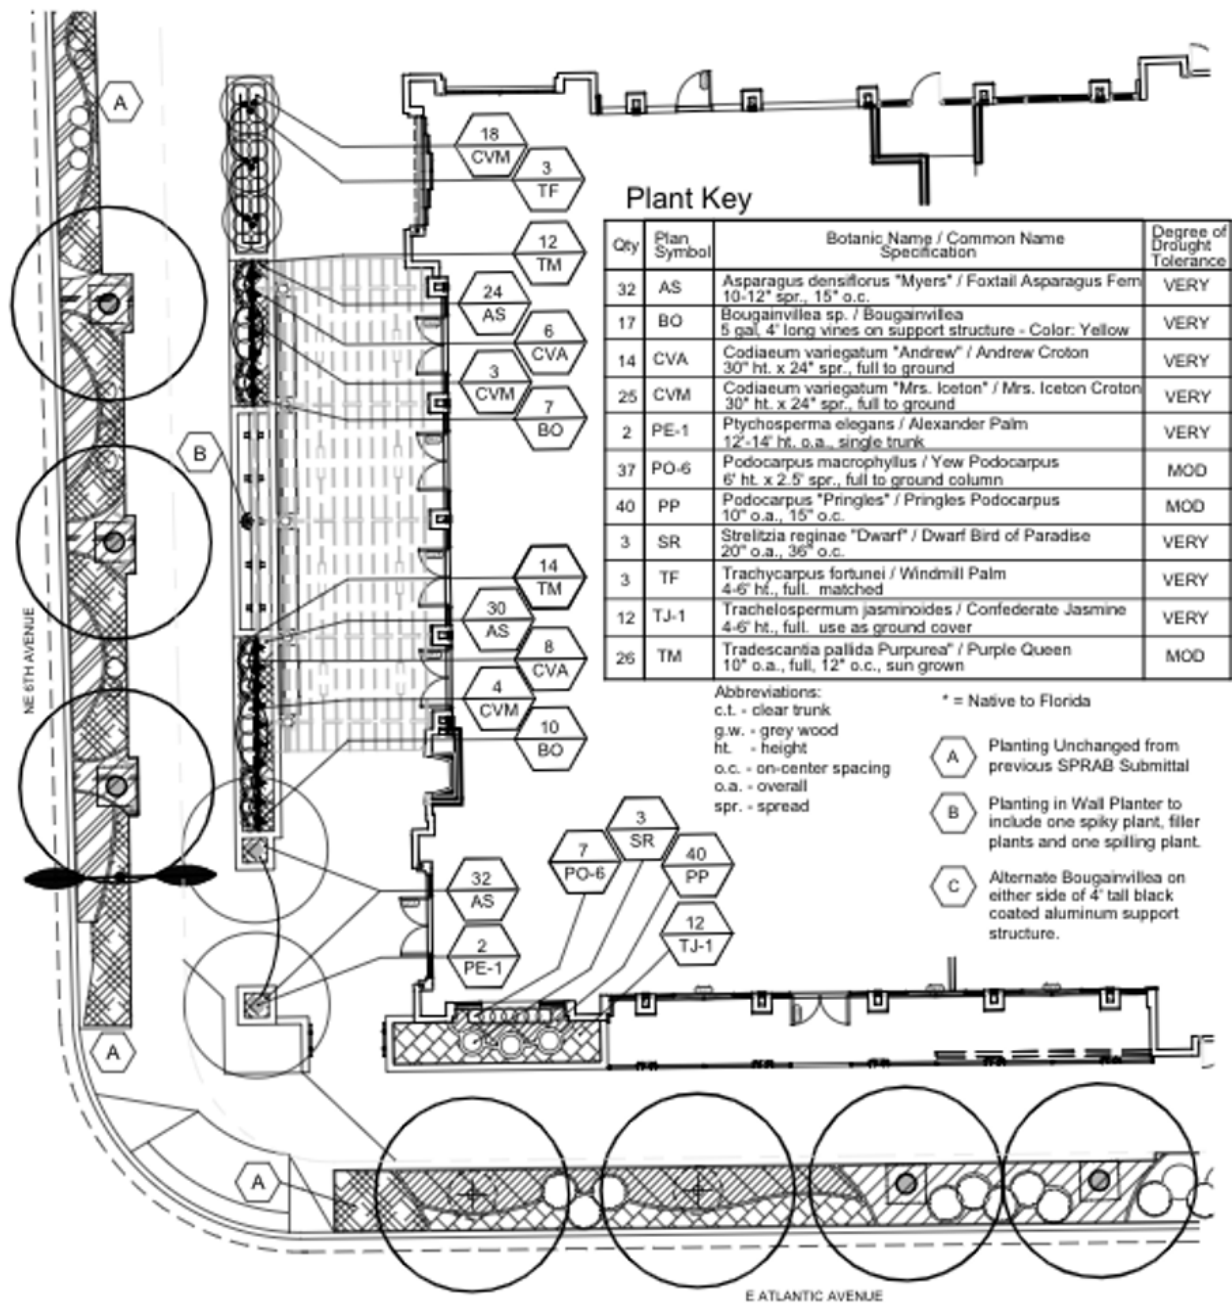 A
18
CVM
3
TF
12
TM
24
AS
6
CVA
3
CVM
7
BO
B
14
TM
30
AS
8
CVA
4
CVM
10
BO
NE 6TH AVENUE
Plant Key
Qty Plan Symbol Botanic Name / Common Name Specification Degree of Drought Tolerance
32 AS Asparagus densiflorus "Myers" / Foxtail Asparagus Fern VERY
10-12" spr., 15" o.c.
17 BO Bougainvillea sp. / Bougainvillea VERY
5 gal, 4' long vines on support structure - Color: Yellow
14 CVA Codiaeum variegatum "Andrew" / Andrew Croton VERY
30" ht. x 24" spr., full to ground
25 CVM Codiaeum variegatum "Mrs. Iceton" / Mrs. Iceton Croton VERY
30" ht. x 24" spr., full to ground
2 PE-1 Ptychosperma elegans / Alexander Palm VERY
12'-14' ht. o.a., single trunk
37 PO-6 Podocarpus macrophyllus / Yew Podocarpus MOD
6' ht. x 2.5' spr., full to ground column
40 PP Podocarpus "Pringles" / Pringles Podocarpus MOD
10" o.a., 15" o.c.
3 SR Strelitzia reginae "Dwarf" / Dwarf Bird of Paradise VERY
20" o.a., 36" o.c.
3 TF Trachycarpus fortunei / Windmill Palm VERY
4-6' ht., full. matched
12 TJ-1 Trachelospermum jasminoides / Confederate Jasmine VERY
4-6' ht., full. use as ground cover
26 TM Tradescantia pallida Purpurea" / Purple Queen MOD
10" o.a., full, 12" o.c., sun grown
Abbreviations:
c.t. - clear trunk
g.w. - grey wood
ht. - height
o.c. - on-center spacing
o.a. - overall
spr. - spread
* = Native to Florida
A Planting Unchanged from
previous SPRAB Submittal
B Planting in Wall Planter to
include one spiky plant, filler
plants and one spilling plant.
C Alternate Bougainvillea on
either side of 4' tall black
coated aluminum support
structure.
3
SR
7
PO-6
40
PP
12
TJ-1
32
AS
2
PE-1
A
A
E ATLANTIC AVENUE